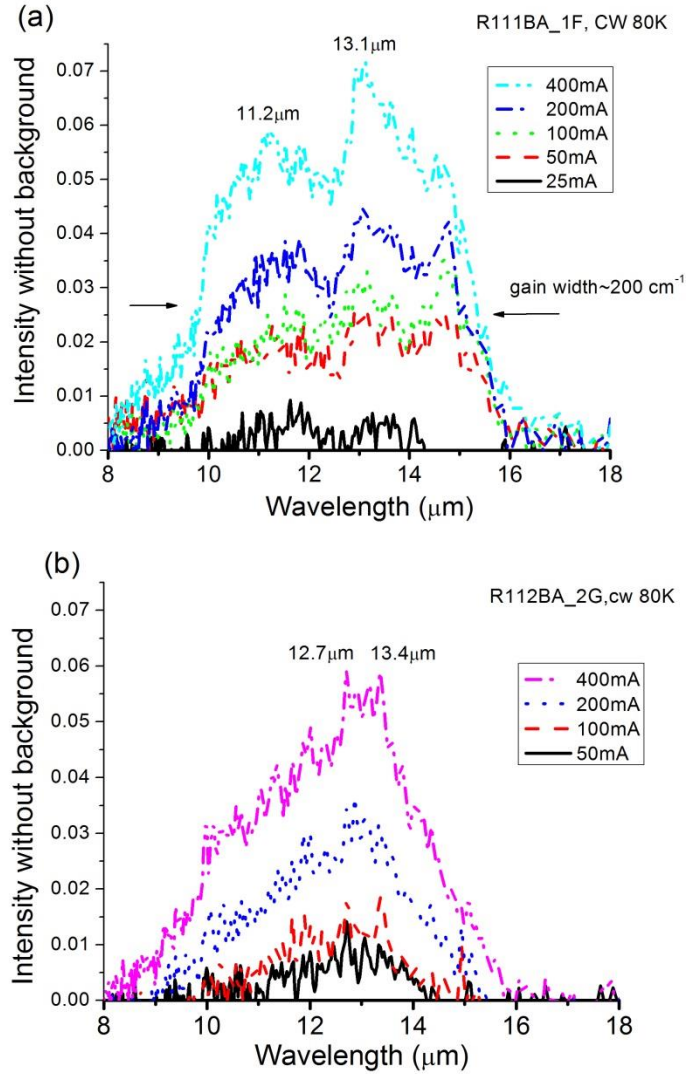 (a)
R111BA_1F, CW 80K
13.1μm
11.2μm
400mA
200mA
100mA
50mA
25mA
gain width~200 cm⁻¹
Intensity without background
0.07
0.06
0.05
0.04
0.03
0.02
0.01
0.00
8 10 12 14 16 18
Wavelength (μm)
(b)
R112BA_2G,cw 80K
12.7μm 13.4μm
400mA
200mA
100mA
50mA
Intensity without background
0.07
0.06
0.05
0.04
0.03
0.02
0.01
0.00
8 10 12 14 16 18
Wavelength (μm)